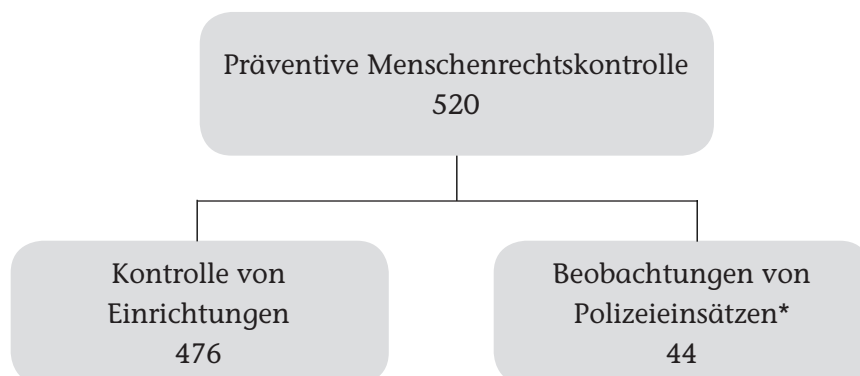 Präventive Menschenrechtskontrolle
520
Kontrolle von
Einrichtungen
476
Beobachtungen von
Polizeieinsätzen*
44